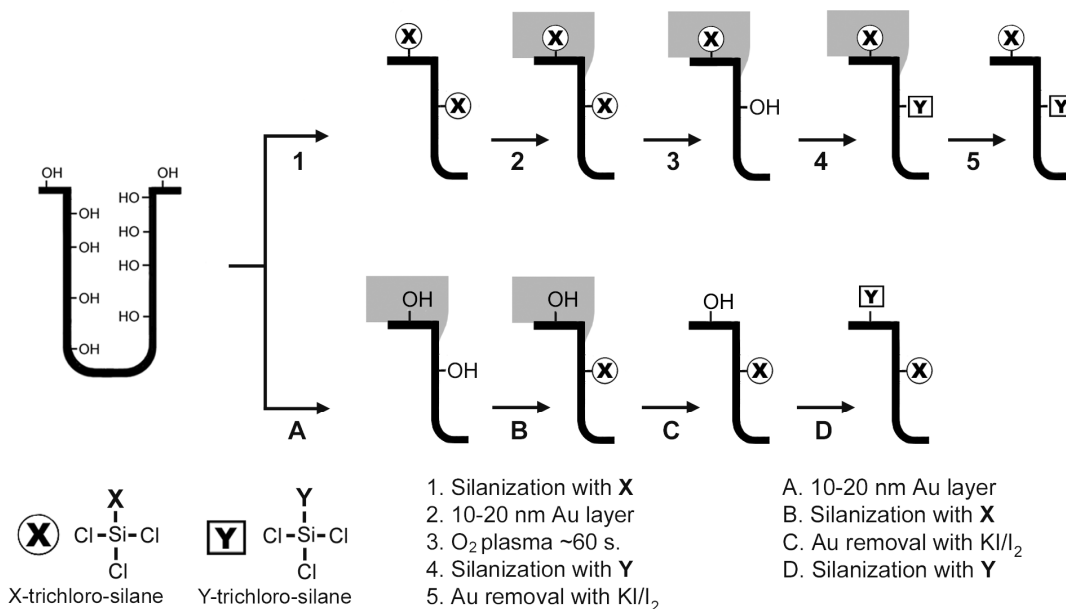 X
X
X
X
X
OH
X
Y
X
Y
1
2
3
4
5
OH
OH
OH
HO
OH
HO
OH
HO
OH
HO
OH
OH
OH
OH
X
OH
X
Y
X
A
B
C
D
X
Cl Si Cl
Cl
X-trichloro-silane
Y
Y
Cl Si Cl
Cl
Y-trichloro-silane
X
1. Silanization with X
2. 10-20 nm Au layer
3. O₂ plasma ~60 s.
4. Silanization with Y
5. Au removal with KI/I₂
A. 10-20 nm Au layer
B. Silanization with X
C. Au removal with KI/I₂
D. Silanization with Y